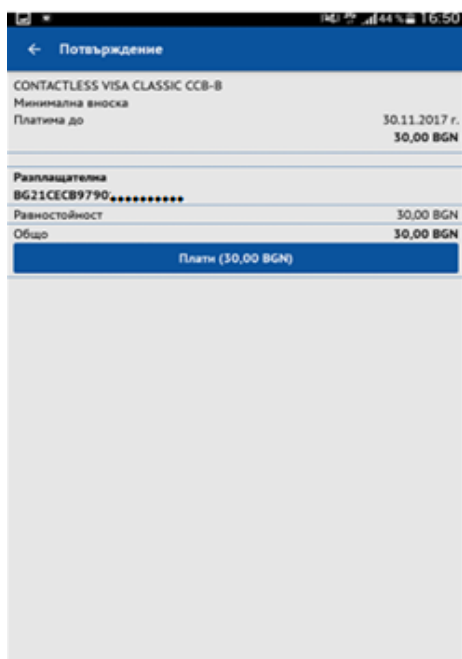 44% 16:50
Потвърждение
CONTACTLESS VISA CLASSIC CCB-B
Минимална вноска
Платима до 30.11.2017 г.
30,00 BGN
Разплащателна
BG21CECB9790
Равностойност 30,00 BGN
Общо 30,00 BGN
Плати (30,00 BGN)